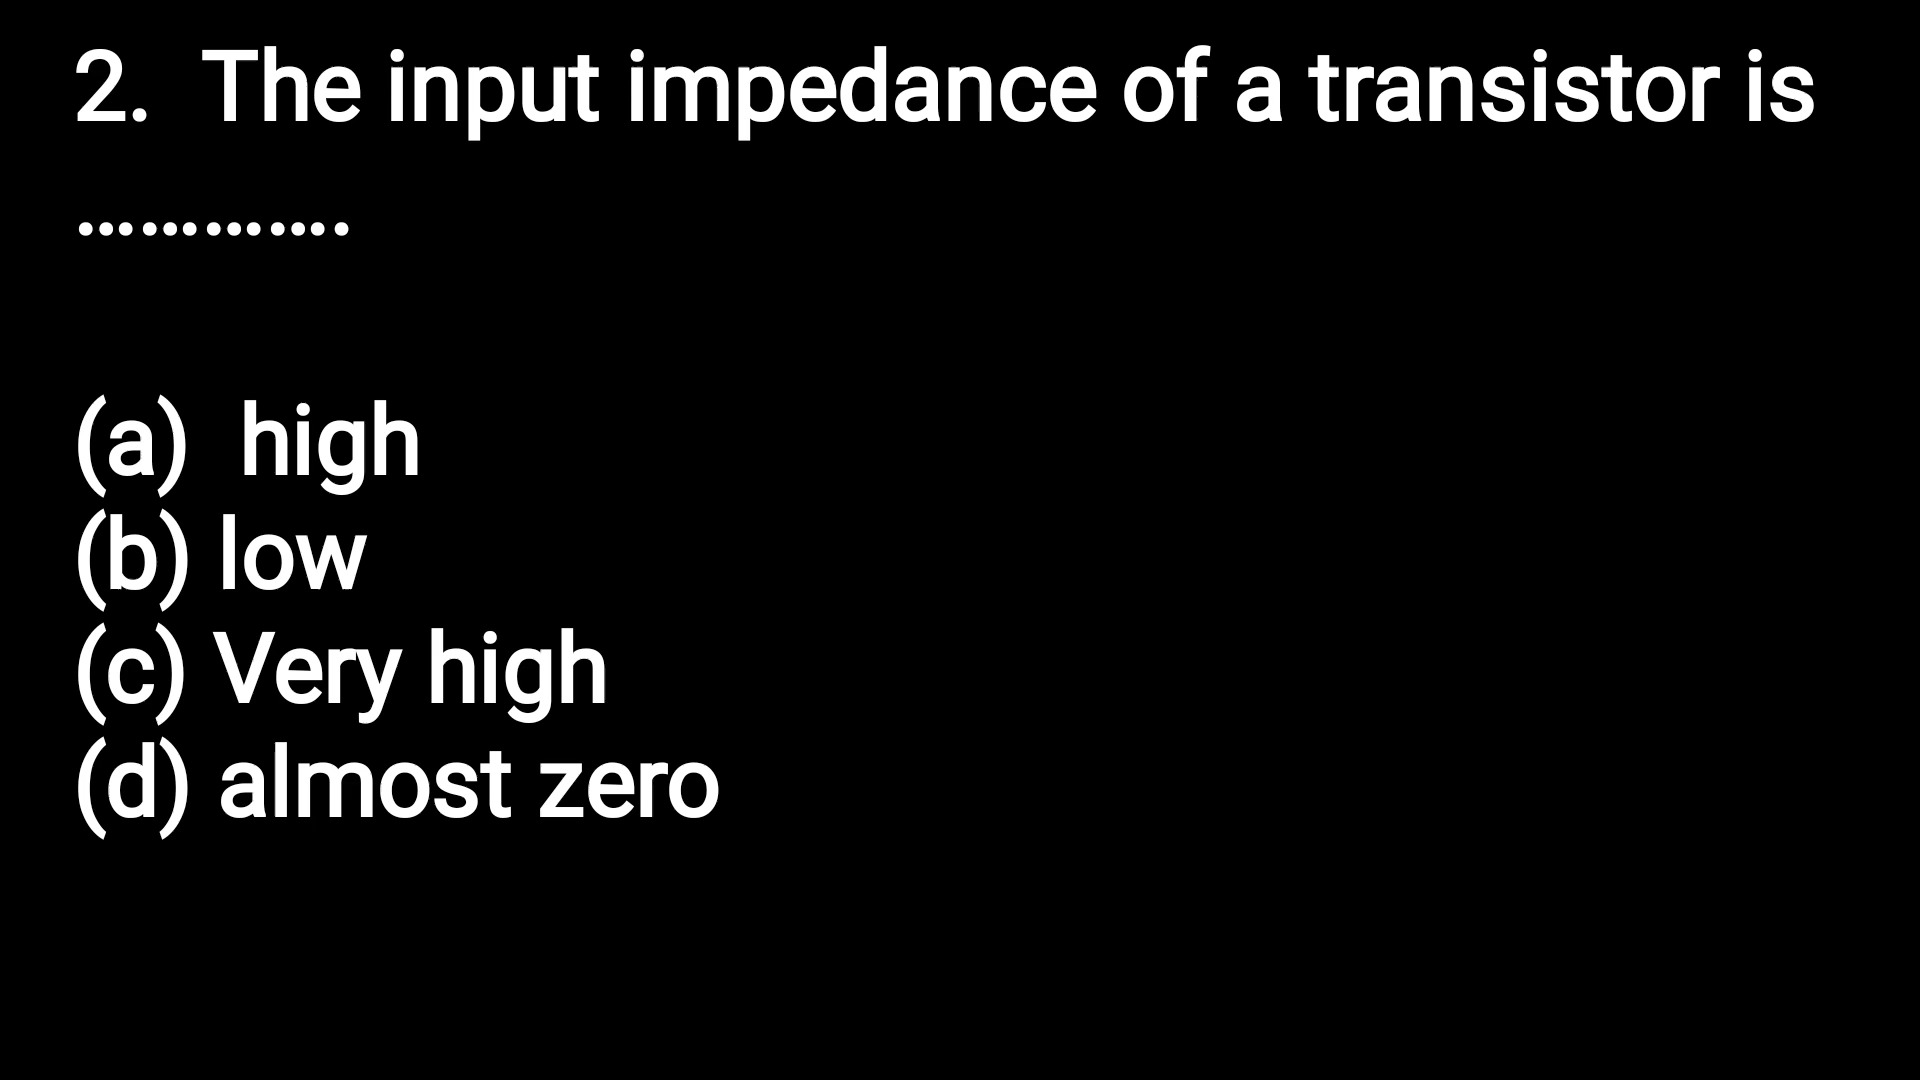 2. The input impedance of a transistor is
………….
(a) high
(b) low
(c) Very high
(d) almost zero